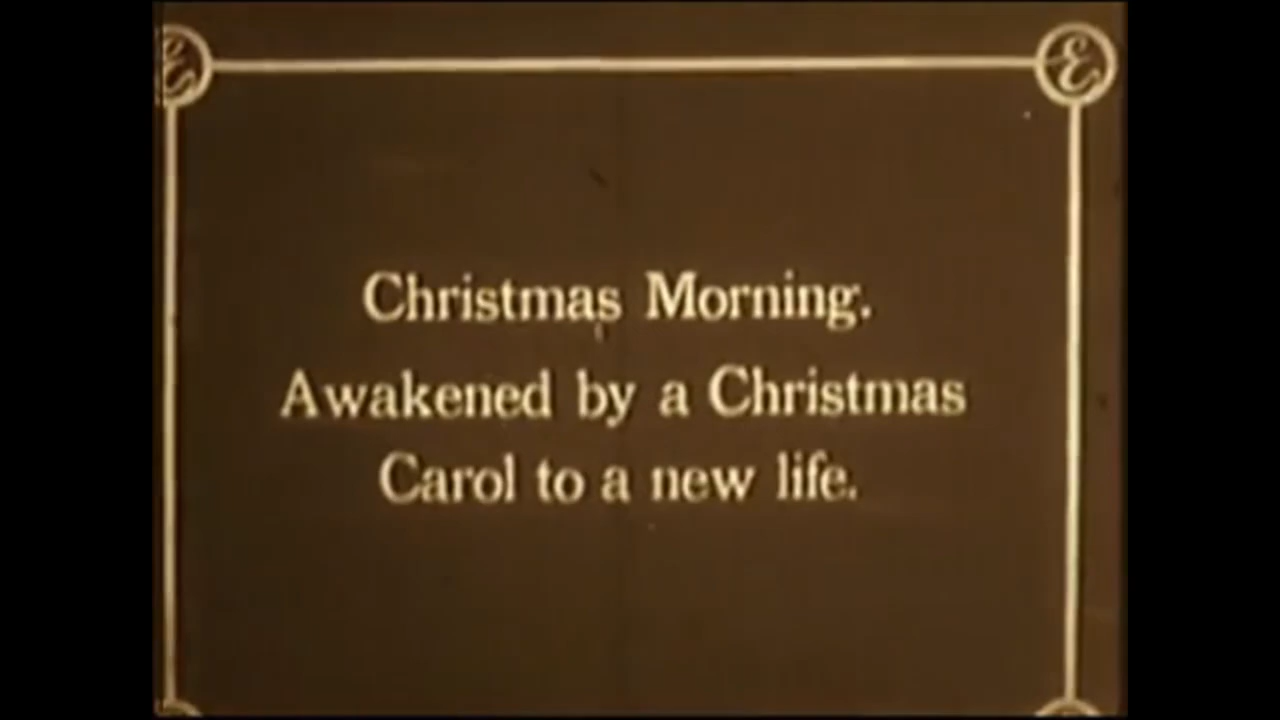 E E
Christmas Morning.
Awakened by a Christmas
Carol to a new life.